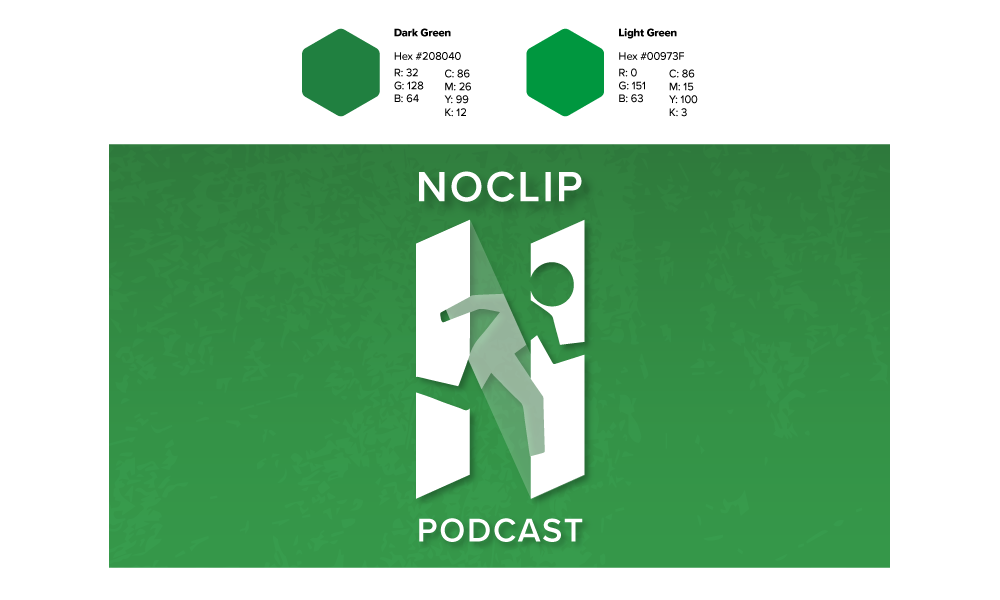 Dark Green
Hex #208040
R: 32
G: 128
B: 64
C: 86
M: 26
Y: 99
K: 12
Light Green
Hex #00973F
R: 0
G: 151
B: 63
C: 86
M: 15
Y: 100
K: 3
NOCLIP
PODCAST